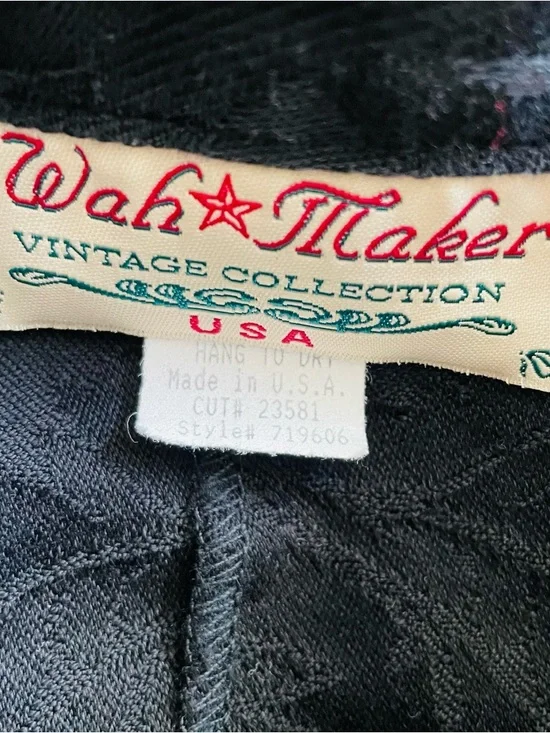 Wah Maker
VINTAGE COLLECTION
USA
HANG TO DRY
Made in U.S.A.
CUT# 23581
Style# 719606